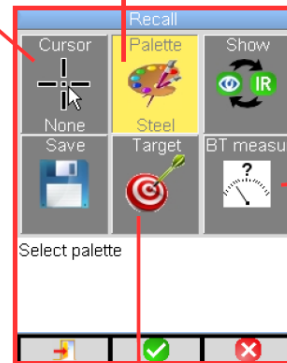 Recall
Cursor Palette Show
IR
None Steel
Save Target BT measu
?
Select palette